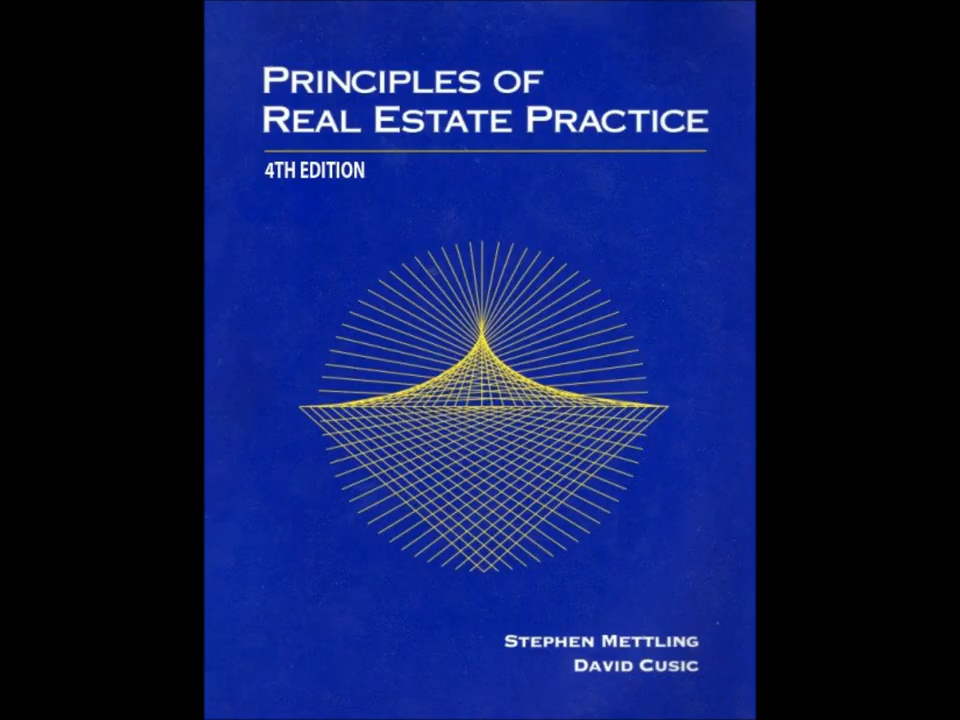 PRINCIPLES OF
REAL ESTATE PRACTICE
4TH EDITION
STEPHEN METTLING
DAVID CUSIC